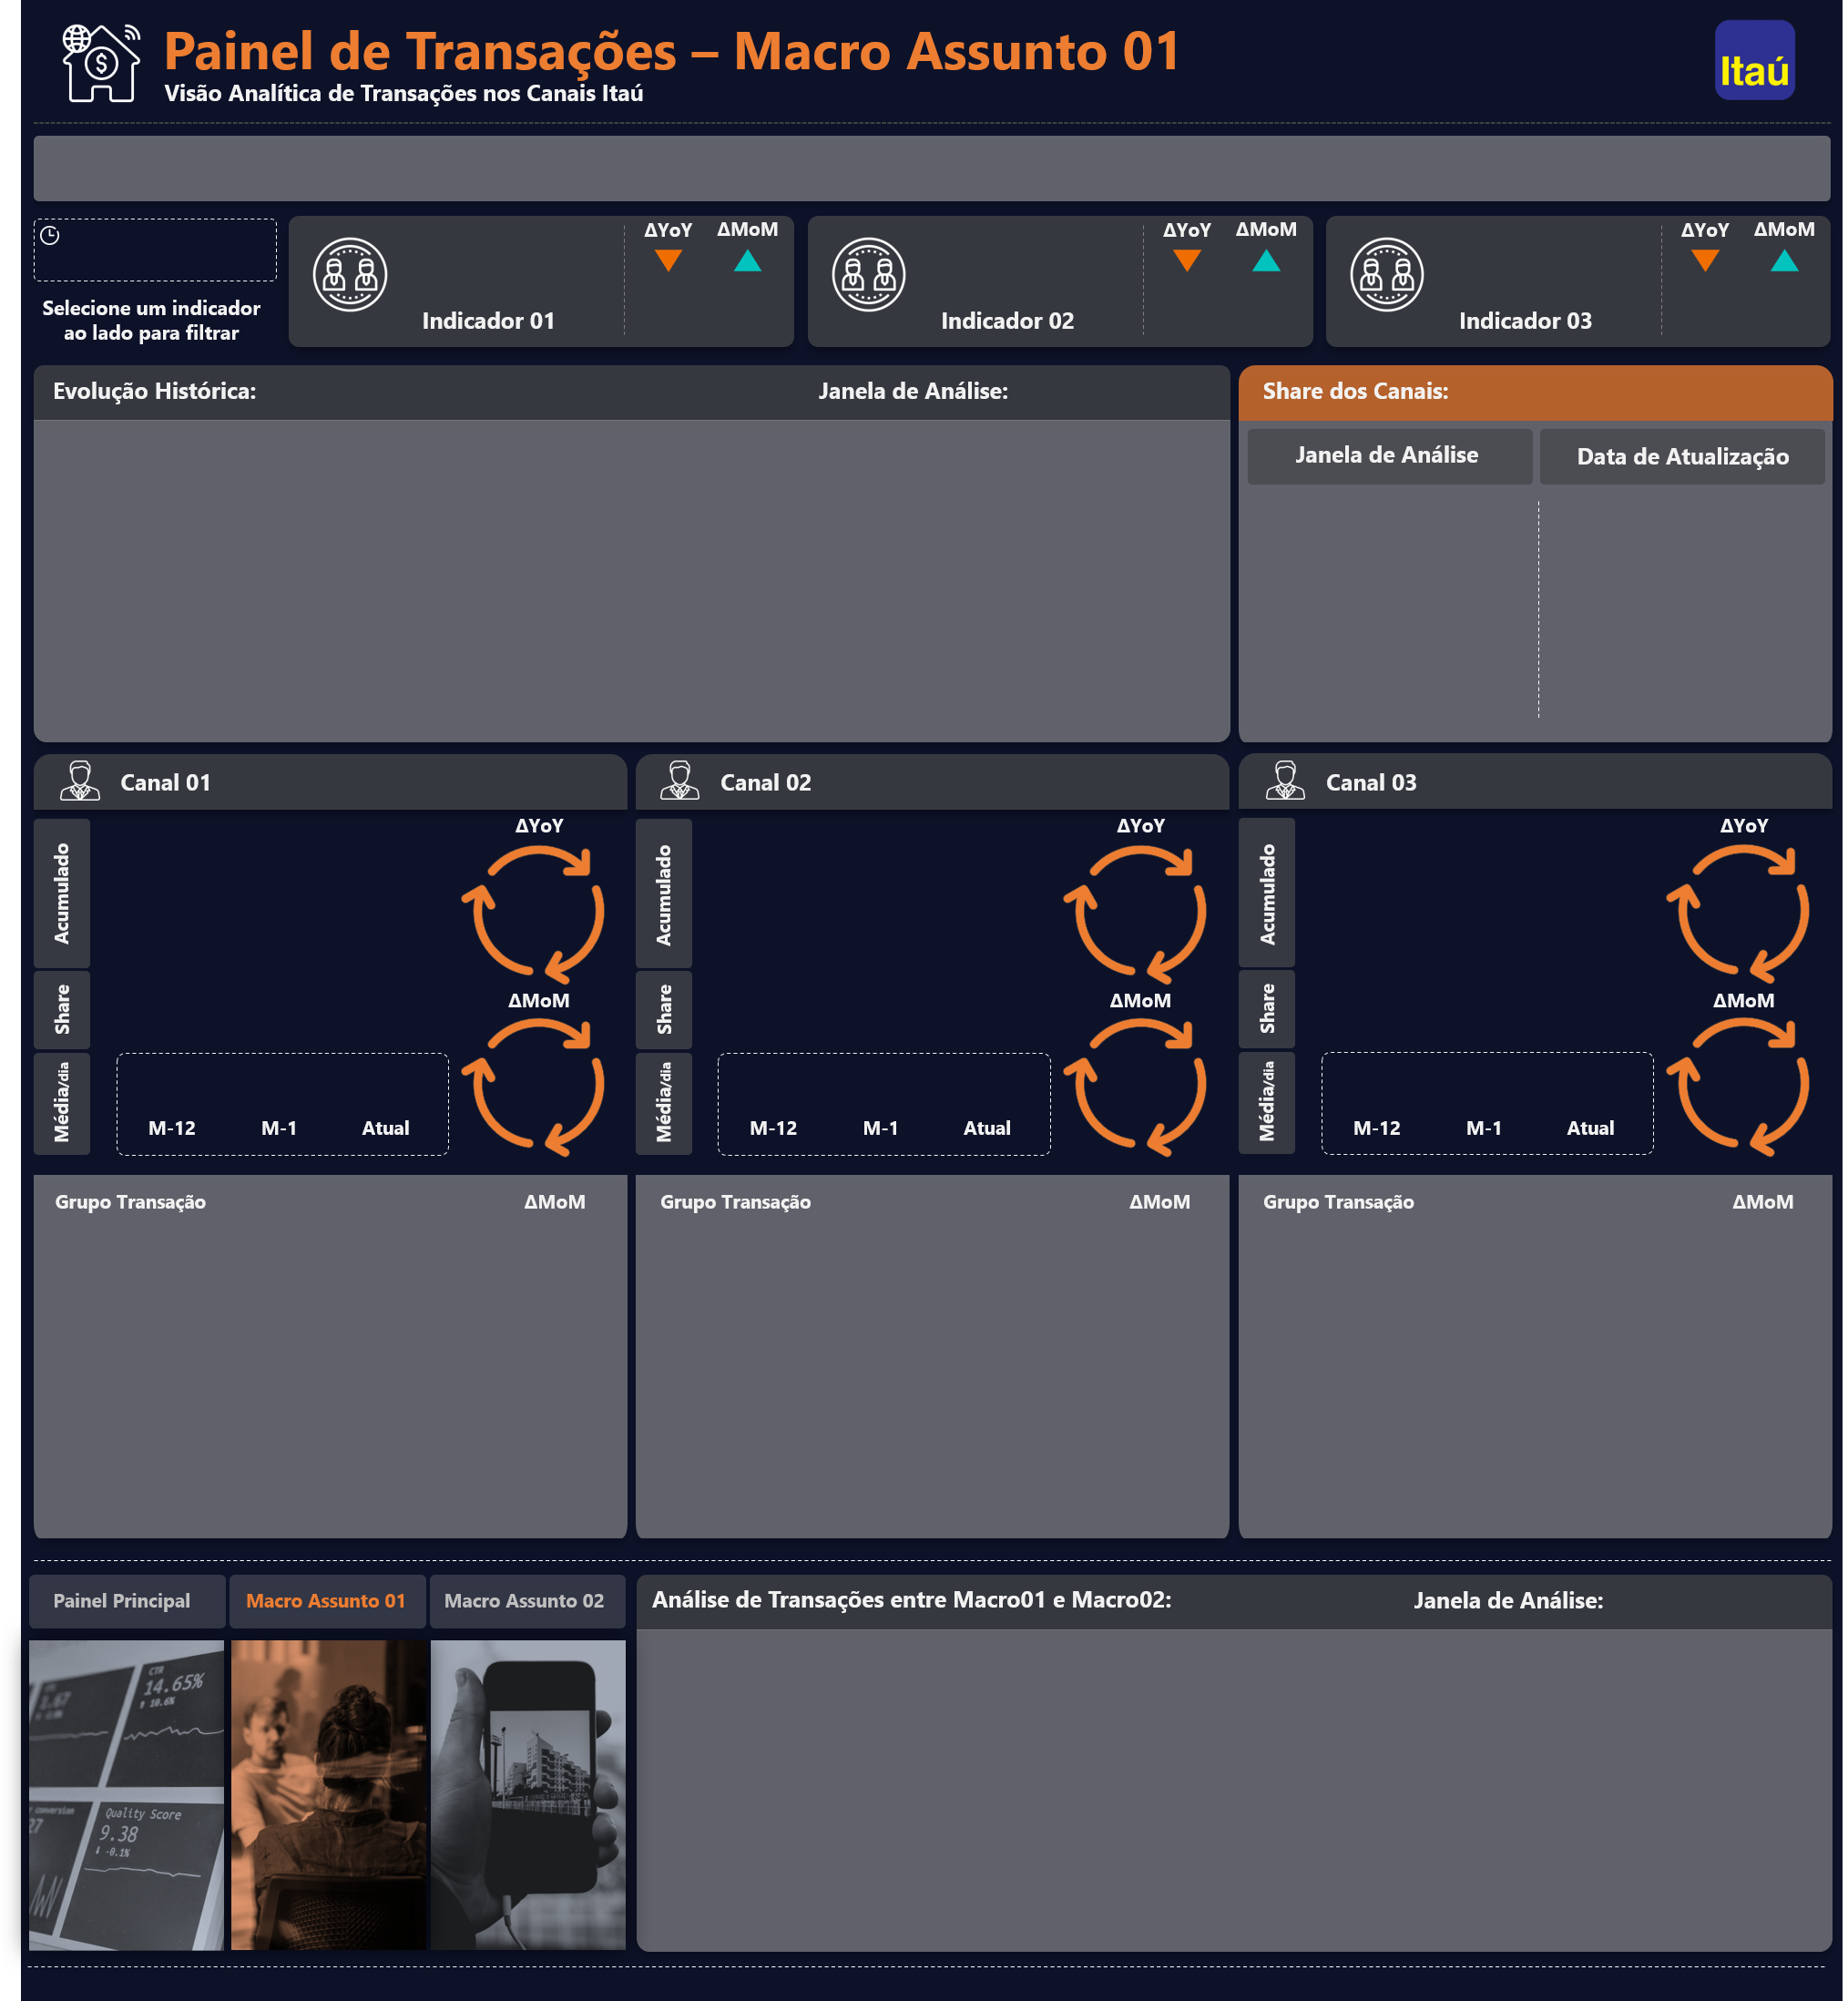 Painel de Transações – Macro Assunto 01
Visão Analítica de Transações nos Canais Itaú
Itaú
Selecione um indicador
ao lado para filtrar
Indicador 01
ΔYoY ΔMoM
Indicador 02
ΔYoY ΔMoM
Indicador 03
ΔYoY ΔMoM
Evolução Histórica:
Janela de Análise:
Share dos Canais:
Janela de Análise
Data de Atualização
Canal 01
Acumulado
Share
Média/dia
ΔYoY
ΔMoM
M-12 M-1 Atual
Canal 02
Acumulado
Share
Média/dia
ΔYoY
ΔMoM
M-12 M-1 Atual
Canal 03
Acumulado
Share
Média/dia
ΔYoY
ΔMoM
M-12 M-1 Atual
Grupo Transação ΔMoM
Grupo Transação ΔMoM
Grupo Transação ΔMoM
Painel Principal
Macro Assunto 01
Macro Assunto 02
Análise de Transações entre Macro01 e Macro02:
Janela de Análise:
CTR
14.65%
10.6%
conversion
27
Quality Score
9.38
-0.1%